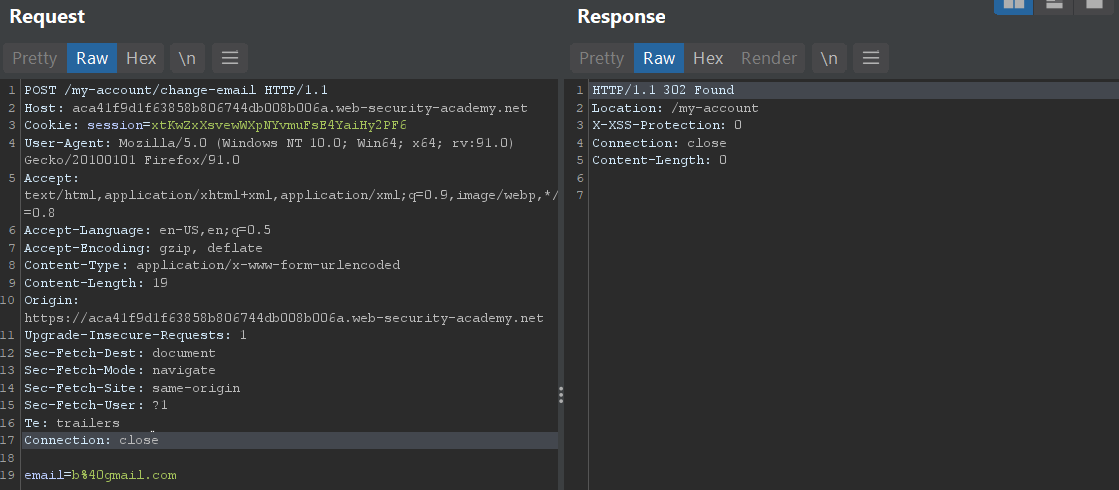 Request
Pretty Raw Hex \n
1 POST /my-account/change-email HTTP/1.1
2 Host: aca41f9d1f63858b806744db008b006a.web-security-academy.net
3 Cookie: session=xtKwZxXsvewWXpNYvmuFsE4YaiHy2PF6
4 User-Agent: Mozilla/5.0 (Windows NT 10.0; Win64; x64; rv:91.0)
Gecko/20100101 Firefox/91.0
5 Accept:
text/html,application/xhtml+xml,application/xml;q=0.9,image/webp,*/
=0.8
6 Accept-Language: en-US,en;q=0.5
7 Accept-Encoding: gzip, deflate
8 Content-Type: application/x-www-form-urlencoded
9 Content-Length: 19
10 Origin:
https://aca41f9d1f63858b806744db008b006a.web-security-academy.net
11 Upgrade-Insecure-Requests: 1
12 Sec-Fetch-Dest: document
13 Sec-Fetch-Mode: navigate
14 Sec-Fetch-Site: same-origin
15 Sec-Fetch-User: ?1
16 Te: trailers
17 Connection: close
18
19 email=b%40gmail.com
Response
Pretty Raw Hex Render \n
1 HTTP/1.1 302 Found
2 Location: /my-account
3 X-XSS-Protection: 0
4 Connection: close
5 Content-Length: 0
6
7